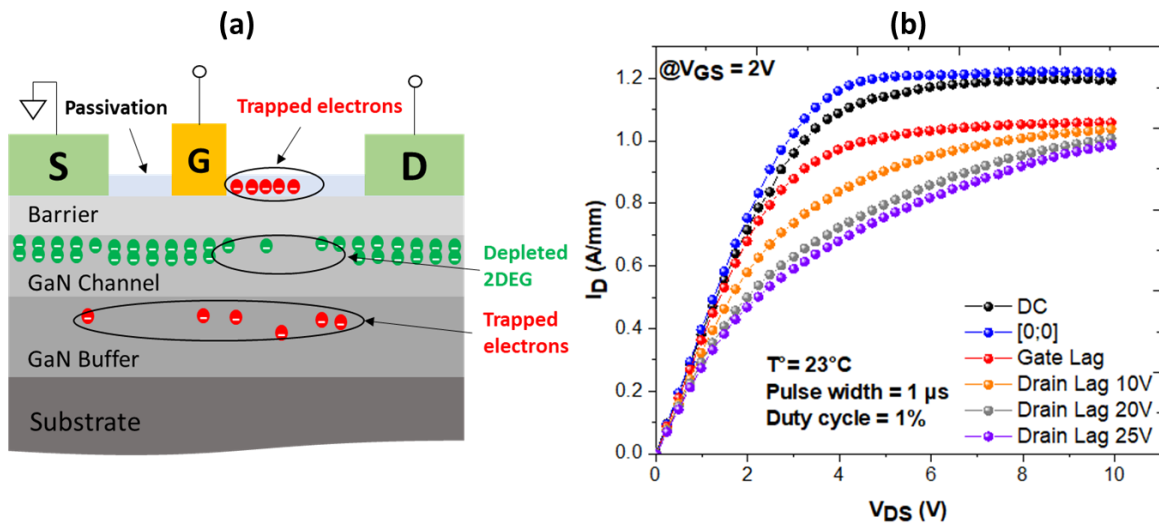 (a)
Passivation
Trapped electrons
S
G
D
Barrier
GaN Channel
Depleted
2DEG
GaN Buffer
Trapped
electrons
Substrate
(b)
@VGS = 2V
ID (A/mm)
1.2
1.0
0.8
0.6
0.4
0.2
0.0
DC
[0;0]
Gate Lag
Drain Lag 10V
Drain Lag 20V
Drain Lag 25V
T°= 23°C
Pulse width = 1 µs
Duty cycle = 1%
0 2 4 6 8 10
VDS (V)